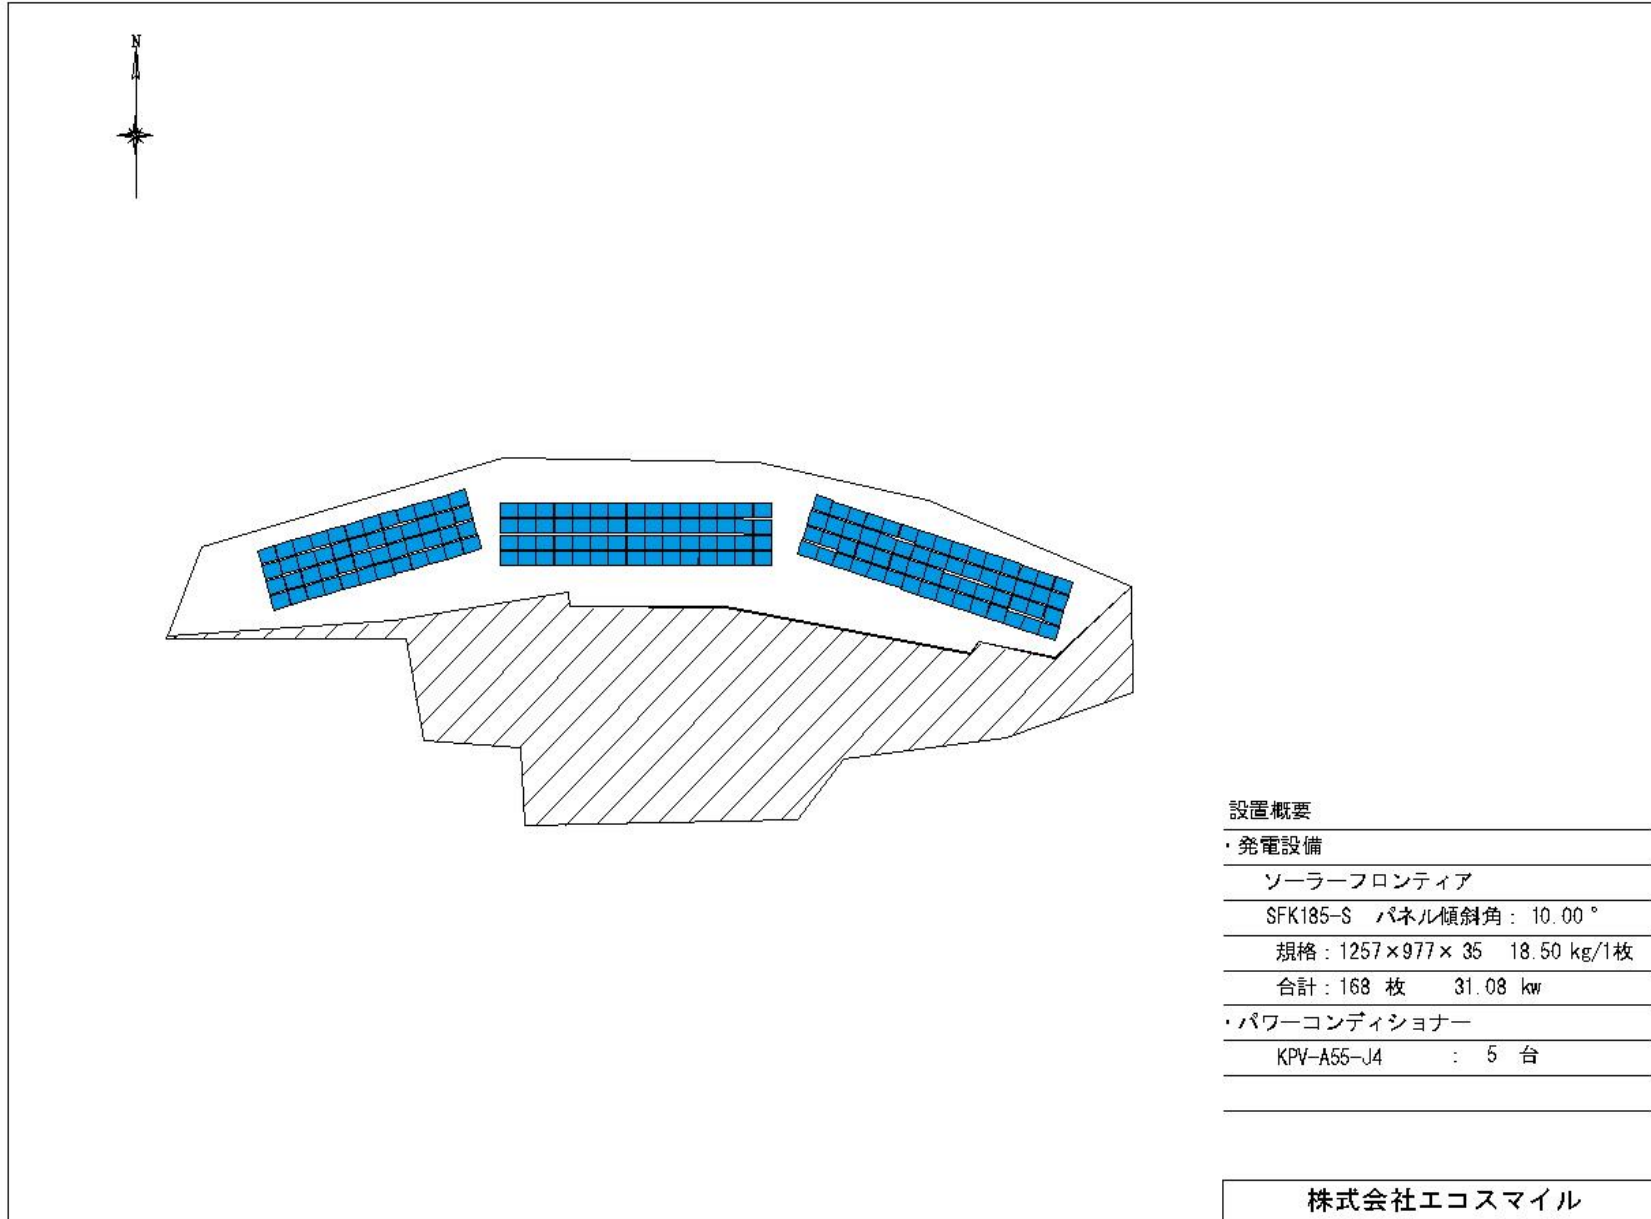 N
設置概要
・発電設備
ソーラーフロンティア
SFK185-S パネル傾斜角： 10.00°
規格：1257×977× 35 18.50 kg/1枚
合計：168 枚 31.08 kw
・パワーコンディショナー
KPV-A55-J4 ： 5 台
株式会社エコスマイル